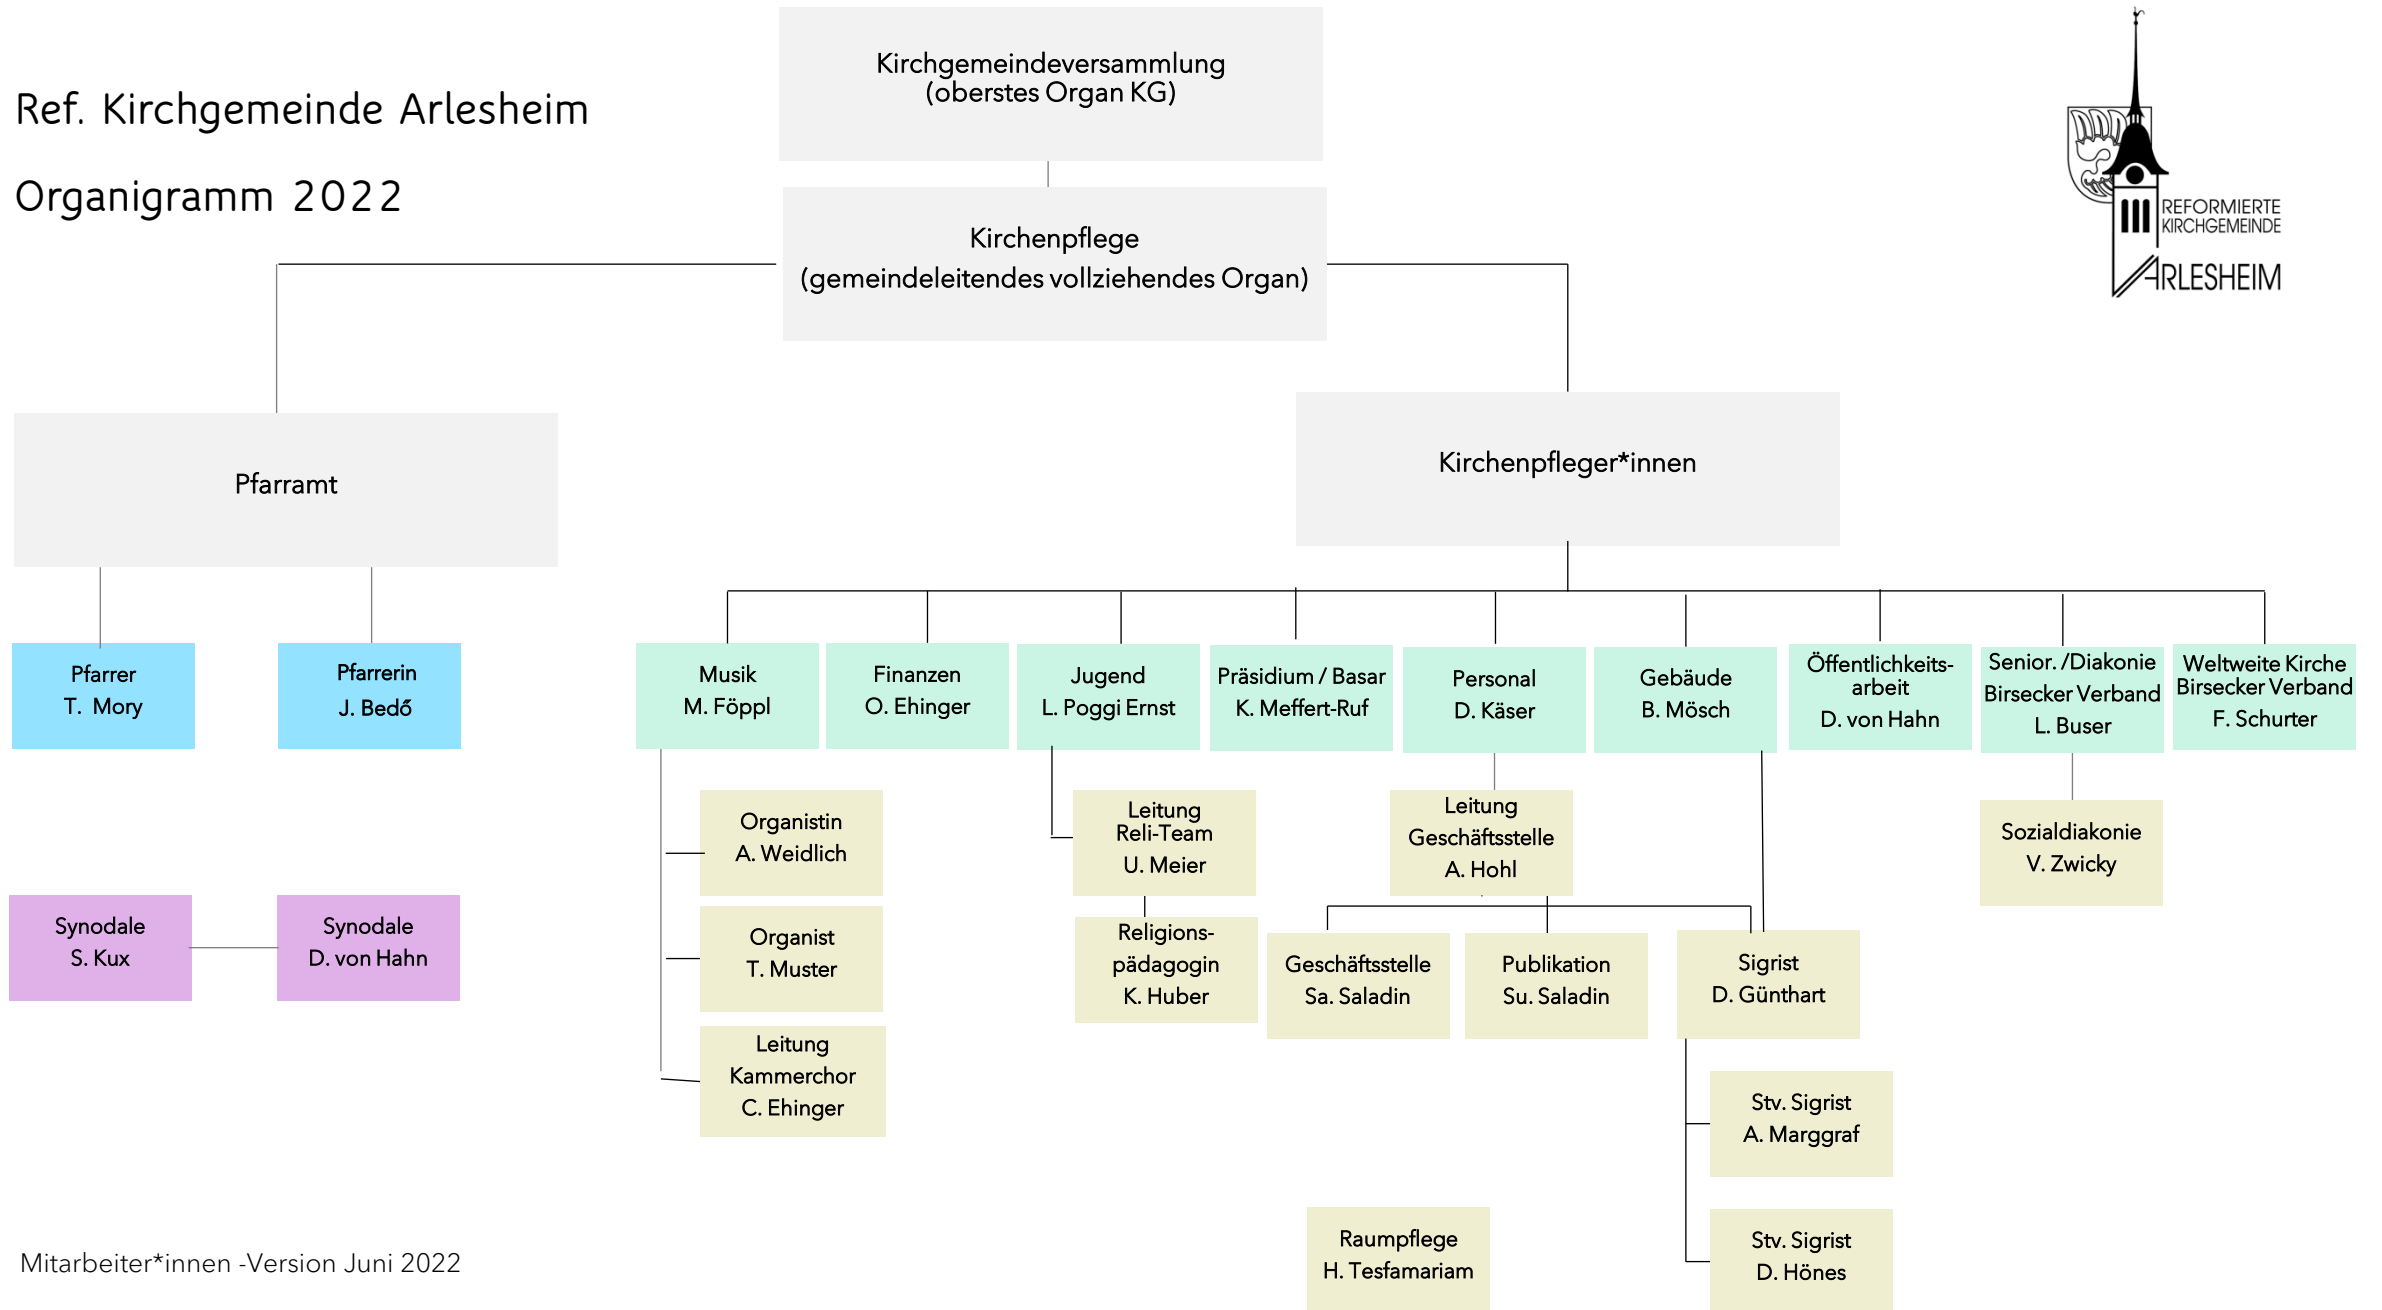 Ref. Kirchgemeinde Arlesheim
Organigramm 2022
Kirchgemeindeversammlung
(oberstes Organ KG)
REFORMIERTE
KIRCHGEMEINDE
ARLESHEIM
Kirchenpflege
(gemeindeleitendes vollziehendes Organ)
Pfarramt
Kirchenpfleger*innen
Pfarrer
T. Mory
Pfarrerin
J. Bedő
Musik
M. Föppl
Finanzen
O. Ehinger
Jugend
L. Poggi Ernst
Präsidium / Basar
K. Meffert-Ruf
Personal
D. Käser
Gebäude
B. Mösch
Öffentlichkeits-
arbeit
D. von Hahn
Senior. /Diakonie
Birsecker Verband
L. Buser
Weltweite Kirche
Birsecker Verband
F. Schurter
Organistin
A. Weidlich
Leitung
Reli-Team
U. Meier
Leitung
Geschäftsstelle
A. Hohl
Sozialdiakonie
V. Zwicky
Synodale
S. Kux
Synodale
D. von Hahn
Organist
T. Muster
Religions-
pädagogin
K. Huber
Geschäftsstelle
Sa. Saladin
Publikation
Su. Saladin
Sigrist
D. Günthart
Leitung
Kammerchor
C. Ehinger
Stv. Sigrist
A. Marggraf
Raumpflege
H. Tesfamariam
Stv. Sigrist
D. Hönes
Mitarbeiter*innen -Version Juni 2022